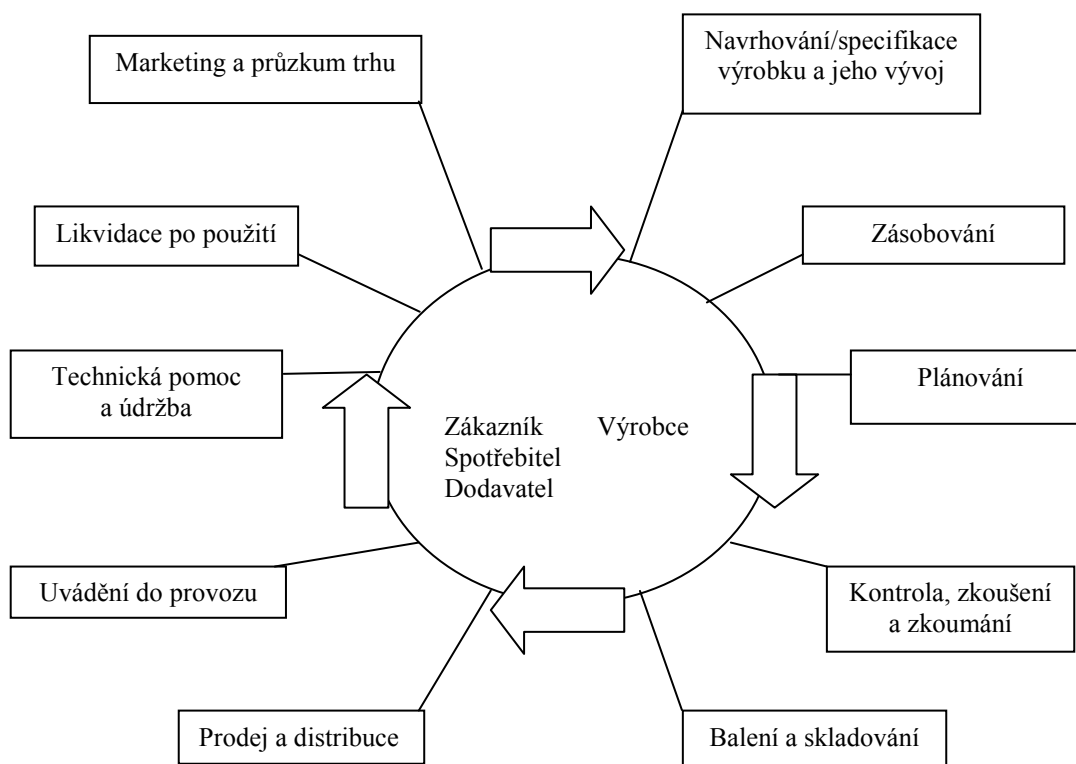 Marketing a průzkum trhu
Navrhování/specifikace
výrobku a jeho vývoj
Likvidace po použití
Zásobování
Technická pomoc
a údržba
Plánování
Zákazník
Spotřebitel
Dodavatel
Výrobce
Uvádění do provozu
Kontrola, zkoušení
a zkoumání
Prodej a distribuce
Balení a skladování